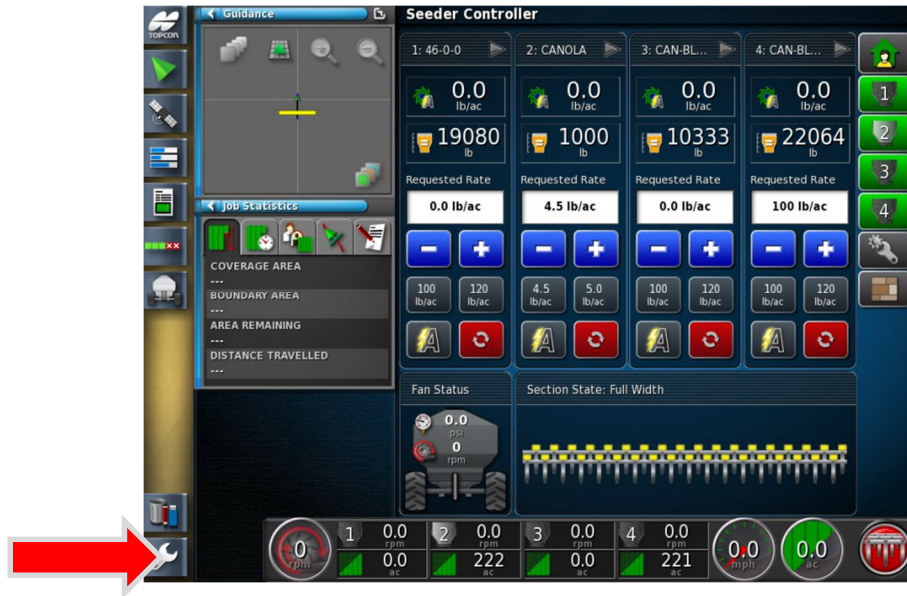 TOPCON
Guidance
Seeder Controller
1: 46-0-0
2: CANOLA
3: CAN-BL...
4: CAN-BL...
0.0 lb/ac
0.0 lb/ac
0.0 lb/ac
0.0 lb/ac
19080 lb
1000 lb
10333 lb
22064 lb
Requested Rate
Requested Rate
Requested Rate
Requested Rate
0.0 lb/ac
4.5 lb/ac
0.0 lb/ac
100 lb/ac
100 lb/ac
120 lb/ac
4.5 lb/ac
5.0 lb/ac
100 lb/ac
120 lb/ac
100 lb/ac
120 lb/ac
1
2
3
4
Job Statistics
COVERAGE AREA
---
BOUNDARY AREA
---
AREA REMAINING
---
DISTANCE TRAVELLED
---
Fan Status
0.0
psi
0
rpm
Section State: Full Width
0
rpm
1 0.0 rpm
0.0 ac
2 0.0 rpm
222 ac
3 0.0 rpm
0.0 ac
4 0.0 rpm
221 ac
0.0
mph
0.0
ac